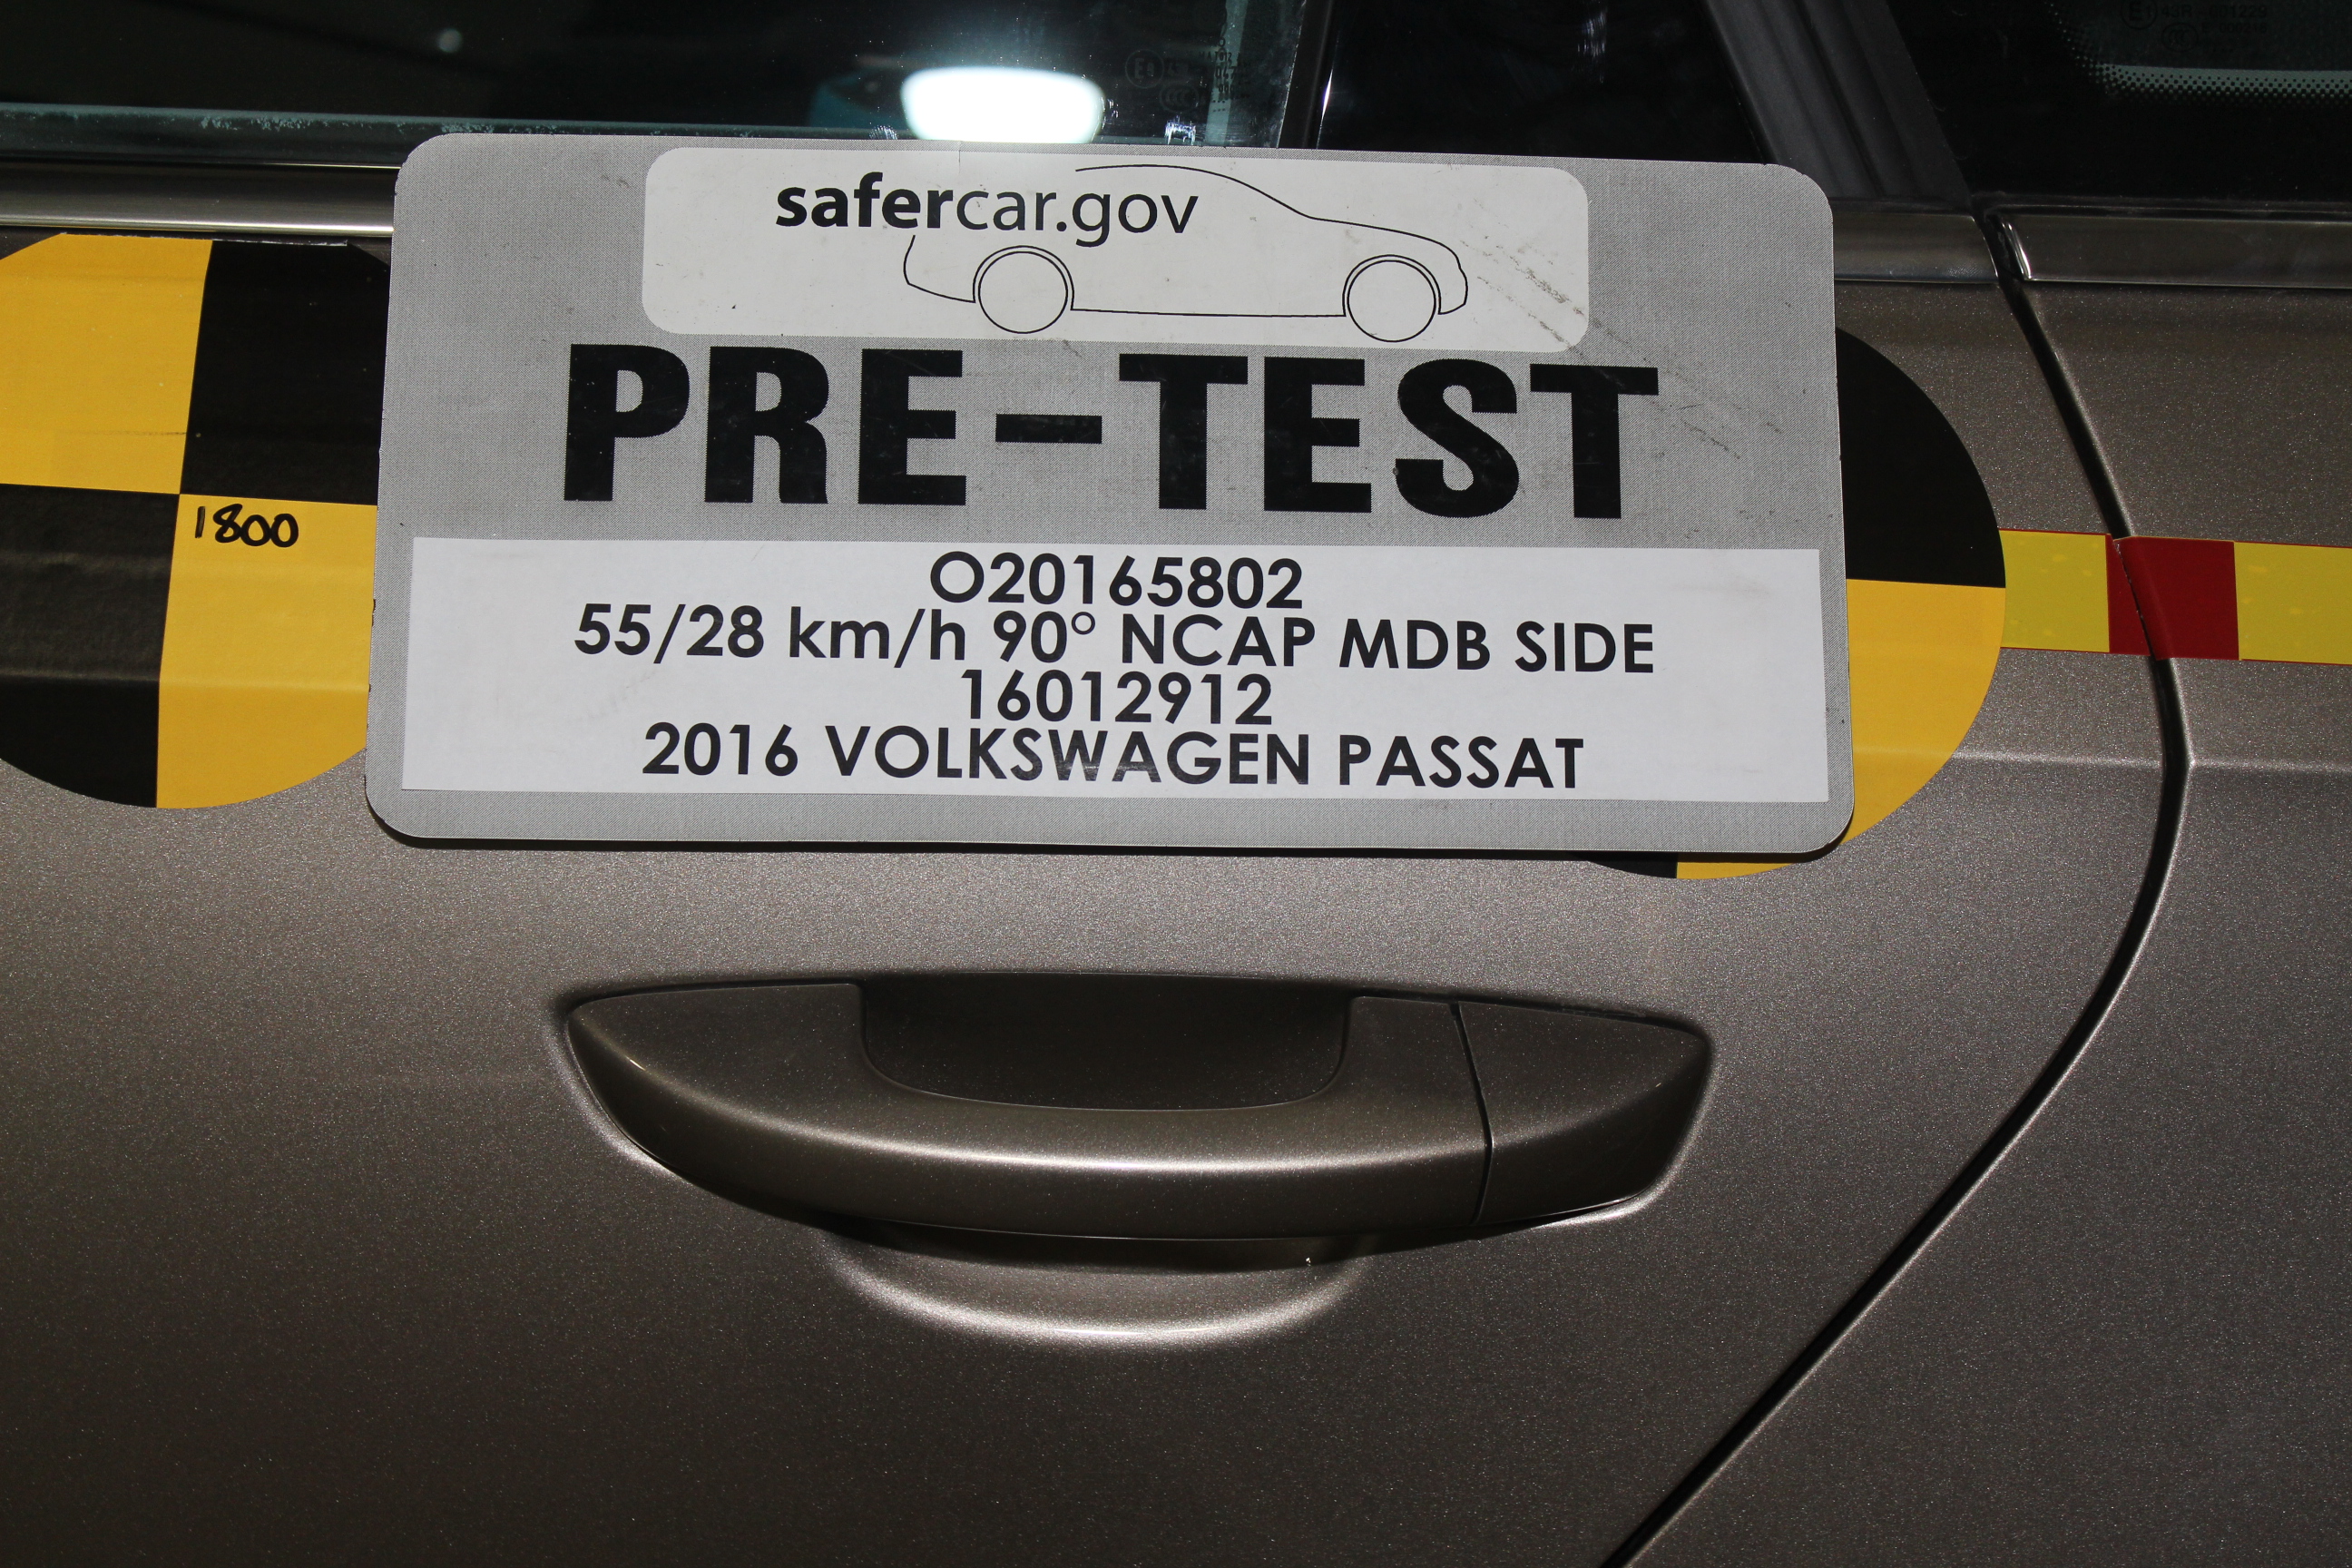 safercar.gov
PRE-TEST
1800
O20165802
55/28 km/h 90° NCAP MDB SIDE
16012912
2016 VOLKSWAGEN PASSAT